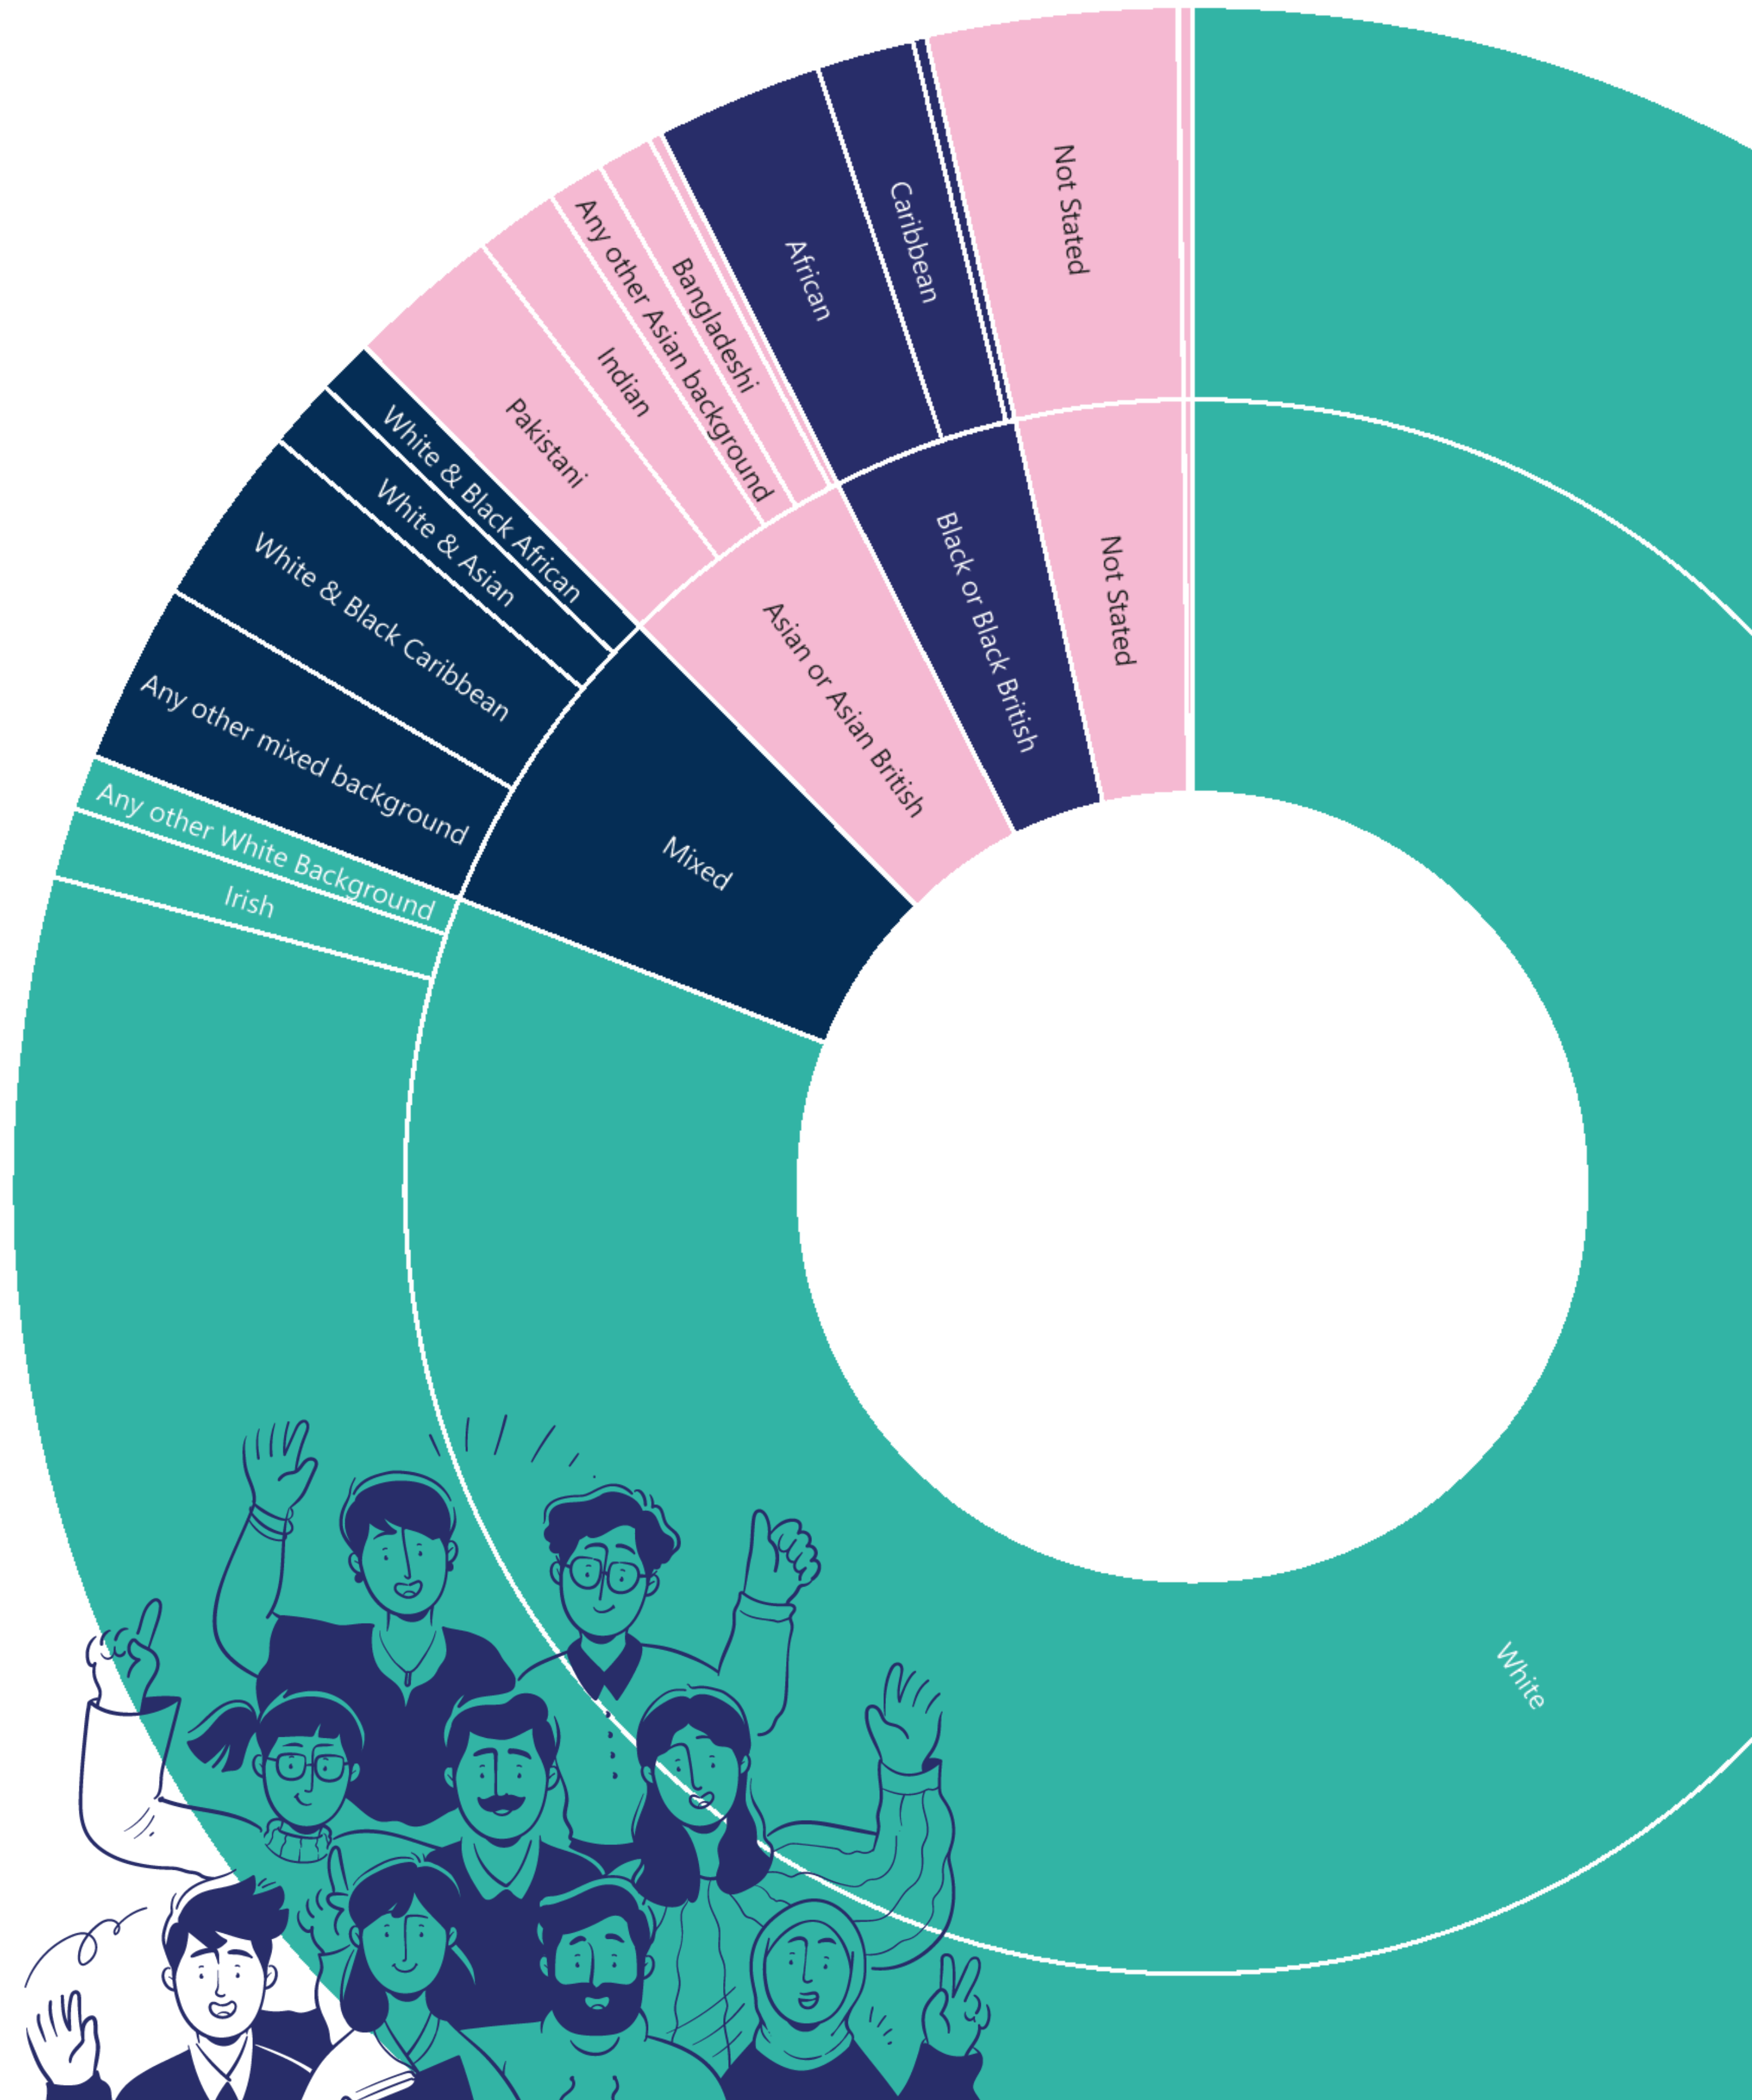 Not Stated
Caribbean
African
Bangladeshi
Any other Asian background
Indian
Pakistani
White & Black African
White & Asian
White & Black Caribbean
Any other mixed background
Any other White Background
Irish
Not Stated
Black or Black British
Asian or Asian British
Mixed
White